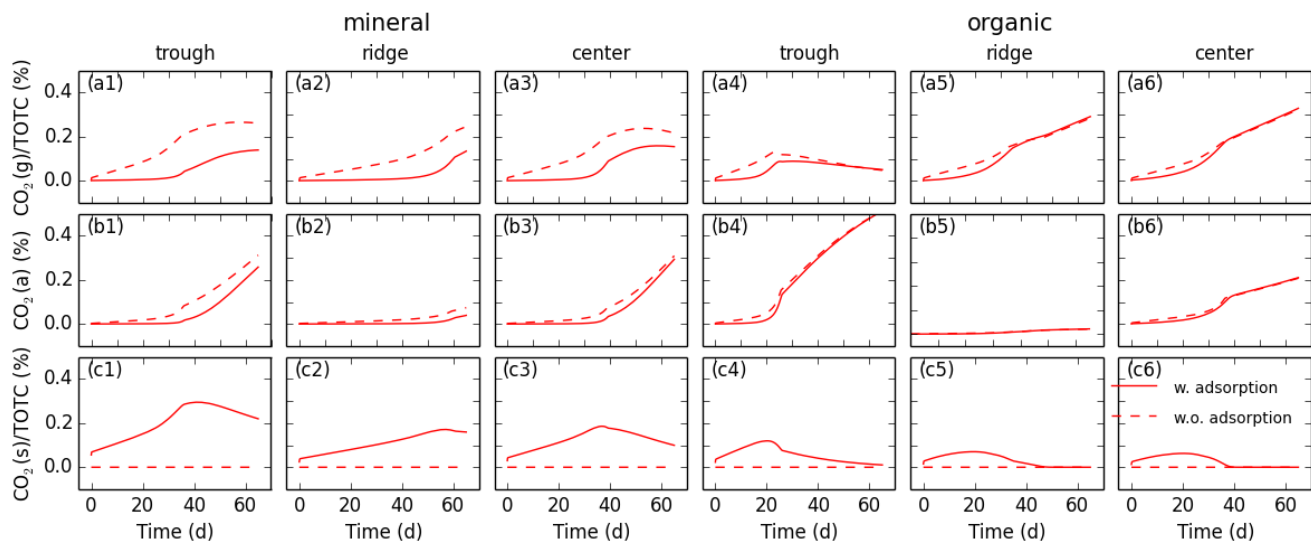 mineral organic
trough ridge center trough ridge center
CO₂(g)/TOTC (%)
0.4
0.2
0.0
(a1) (a2) (a3) (a4) (a5) (a6)
CO₂(a) (%)
0.4
0.2
0.0
(b1) (b2) (b3) (b4) (b5) (b6)
CO₂(s)/TOTC (%)
0.4
0.2
0.0
(c1) (c2) (c3) (c4) (c5) (c6)
w. adsorption
w.o. adsorption
0 20 40 60 0 20 40 60 0 20 40 60 0 20 40 60 0 20 40 60 0 20 40 60
Time (d) Time (d) Time (d) Time (d) Time (d) Time (d)